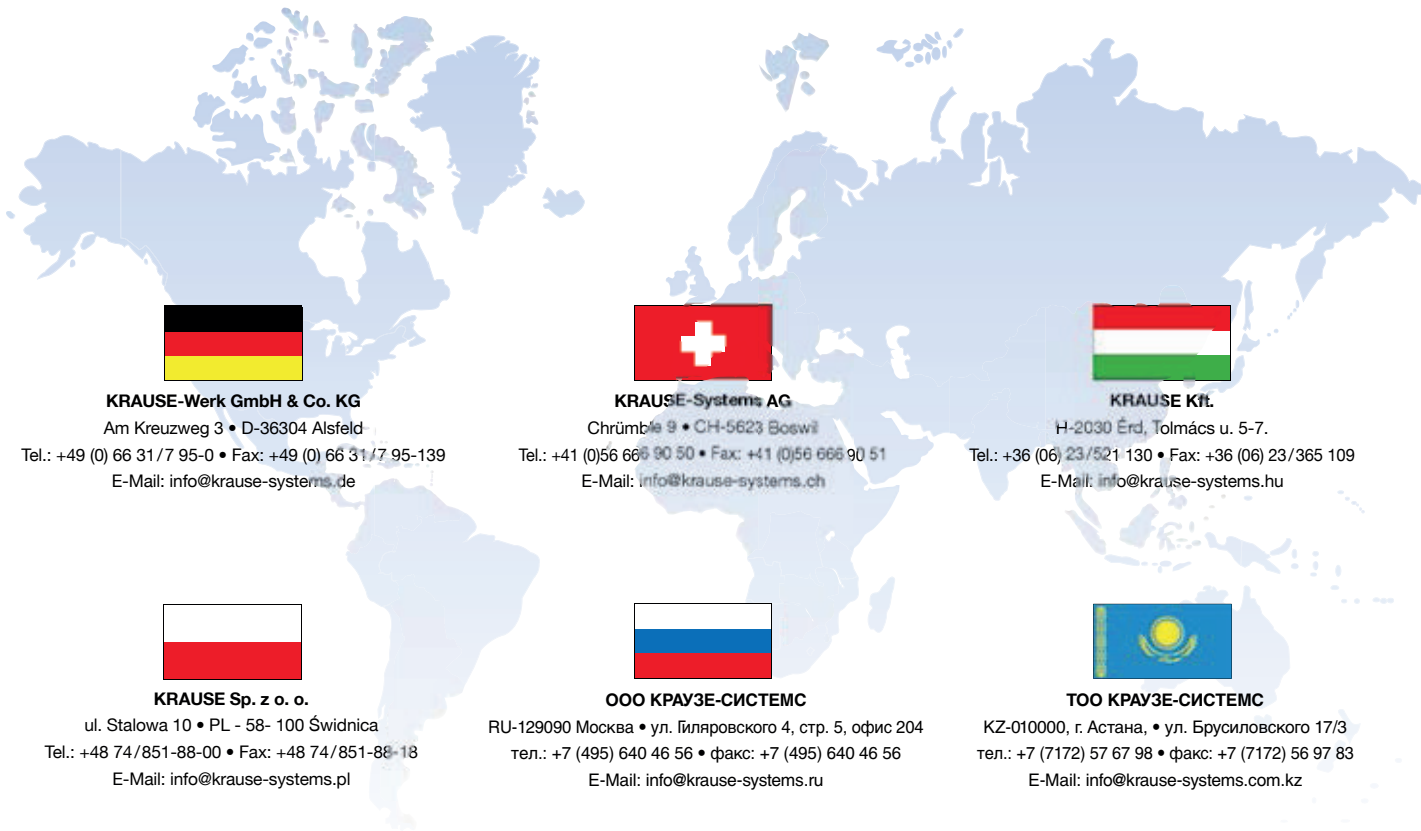 KRAUSE-Werk GmbH & Co. KG
Am Kreuzweg 3 • D-36304 Alsfeld
Tel.: +49 (0) 66 31/7 95-0 • Fax: +49 (0) 66 31/7 95-139
E-Mail: info@krause-systems.de
KRAUSE-Systems AG
Chrümble 9 • CH-5623 Boswil
Tel.: +41 (0)56 666 90 50 • Fax: +41 (0)56 666 90 51
E-Mail: info@krause-systems.ch
KRAUSE Kft.
H-2030 Érd, Tolmács u. 5-7.
Tel.: +36 (06) 23/521 130 • Fax: +36 (06) 23/365 109
E-Mail: info@krause-systems.hu
KRAUSE Sp. z o. o.
ul. Stalowa 10 • PL - 58- 100 Świdnica
Tel.: +48 74/851-88-00 • Fax: +48 74/851-88-18
E-Mail: info@krause-systems.pl
ООО КРАУЗЕ-СИСТЕМС
RU-129090 Москва • ул. Гиляровского 4, стр. 5, офис 204
тел.: +7 (495) 640 46 56 • факс: +7 (495) 640 46 56
E-Mail: info@krause-systems.ru
ТОО КРАУЗЕ-СИСТЕМС
KZ-010000, г. Астана, • ул. Брусиловского 17/3
тел.: +7 (7172) 57 67 98 • факс: +7 (7172) 56 97 83
E-Mail: info@krause-systems.com.kz